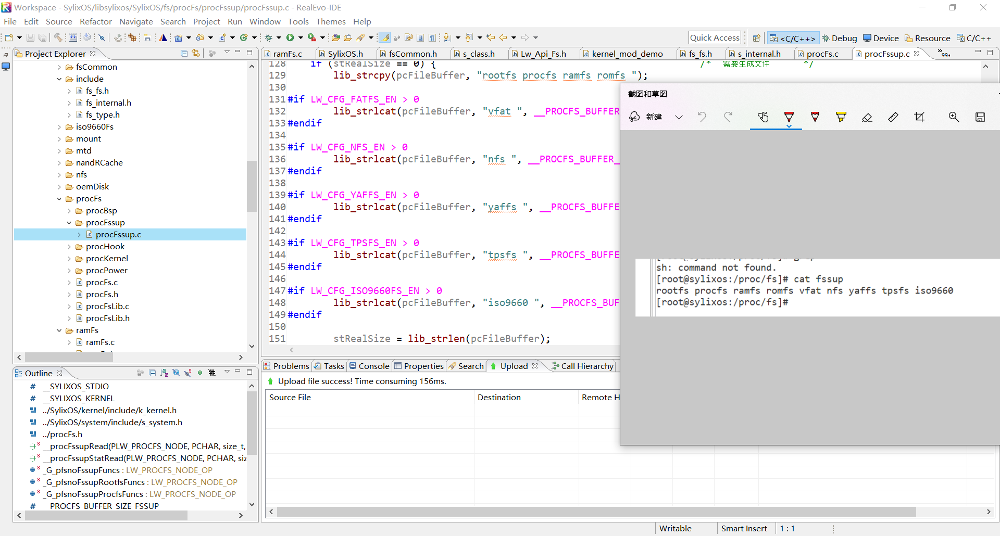 Workspace - SylixOS/libsylixos/SylixOS/fs/procFs/procFssup/procFssup.c - RealEvo-IDE
File Edit Source Refactor Navigate Search Project Run Window Tools Themes Help
Quick Access <C/C++> Debug Device Resource C/C++
Project Explorer
fsCommon
include
fs_fs.h
fs_internal.h
fs_type.h
iso9660Fs
mount
mtd
nandRCache
nfs
oemDisk
procFs
procBsp
procFssup
procFssup.c
procHook
procKernel
procPower
procFs.c
procFs.h
procFsLib.c
procFsLib.h
ramFs
ramFs.c
ramFs.c SylixOS.h fsCommon.h s_class.h Lw_Api_Fs.h kernel_mod_demo fs_fs.h s_internal.h procFs.c procFssup.c 99+
128 if (stRealSize == 0) { /* 需要生成文件 */
129 lib_strcpy(pcFileBuffer, "rootfs procfs ramfs romfs ");
130
131 #if LW_CFG_FATFS_EN > 0
132 lib_strlcat(pcFileBuffer, "vfat ", __PROCFS_BUFFER
133 #endif
134
135 #if LW_CFG_NFS_EN > 0
136 lib_strlcat(pcFileBuffer, "nfs ", __PROCFS_BUFFER_
137 #endif
138
139 #if LW_CFG_YAFFS_EN > 0
140 lib_strlcat(pcFileBuffer, "yaffs ", __PROCFS_BUFFE
141 #endif
142
143 #if LW_CFG_TPSFS_EN > 0
144 lib_strlcat(pcFileBuffer, "tpsfs ", __PROCFS_BUFFE
145 #endif
146
147 #if LW_CFG_ISO9660FS_EN > 0
148 lib_strlcat(pcFileBuffer, "iso9660 ", __PROCFS_BUF
149 #endif
150
151 stRealSize = lib_strlen(pcFileBuffer);
截图和草图
新建
[root@sylixos:/proc/fs]# grep
sh: command not found.
[root@sylixos:/proc/fs]# cat fssup
rootfs procfs ramfs romfs vfat nfs yaffs tpsfs iso9660
[root@sylixos:/proc/fs]#
Outline
# __SYLIXOS_STDIO
# __SYLIXOS_KERNEL
../SylixOS/kernel/include/k_kernel.h
../SylixOS/system/include/s_system.h
../procFs.h
__procFssupRead(PLW_PROCFS_NODE, PCHAR, size_t,
__procFssupStatRead(PLW_PROCFS_NODE, PCHAR, siz
_G_pfsnoFssupFuncs : LW_PROCFS_NODE_OP
_G_pfsnoFssupRootfsFuncs : LW_PROCFS_NODE_OP
_G_pfsnoFssupProcfsFuncs : LW_PROCFS_NODE_OP
# __PROCFS_BUFFER_SIZE_FSSUP
Problems Tasks Console Properties Search Upload Call Hierarchy
Upload file success! Time consuming 156ms.
Source File Destination Remote H
Writable Smart Insert 1 : 1